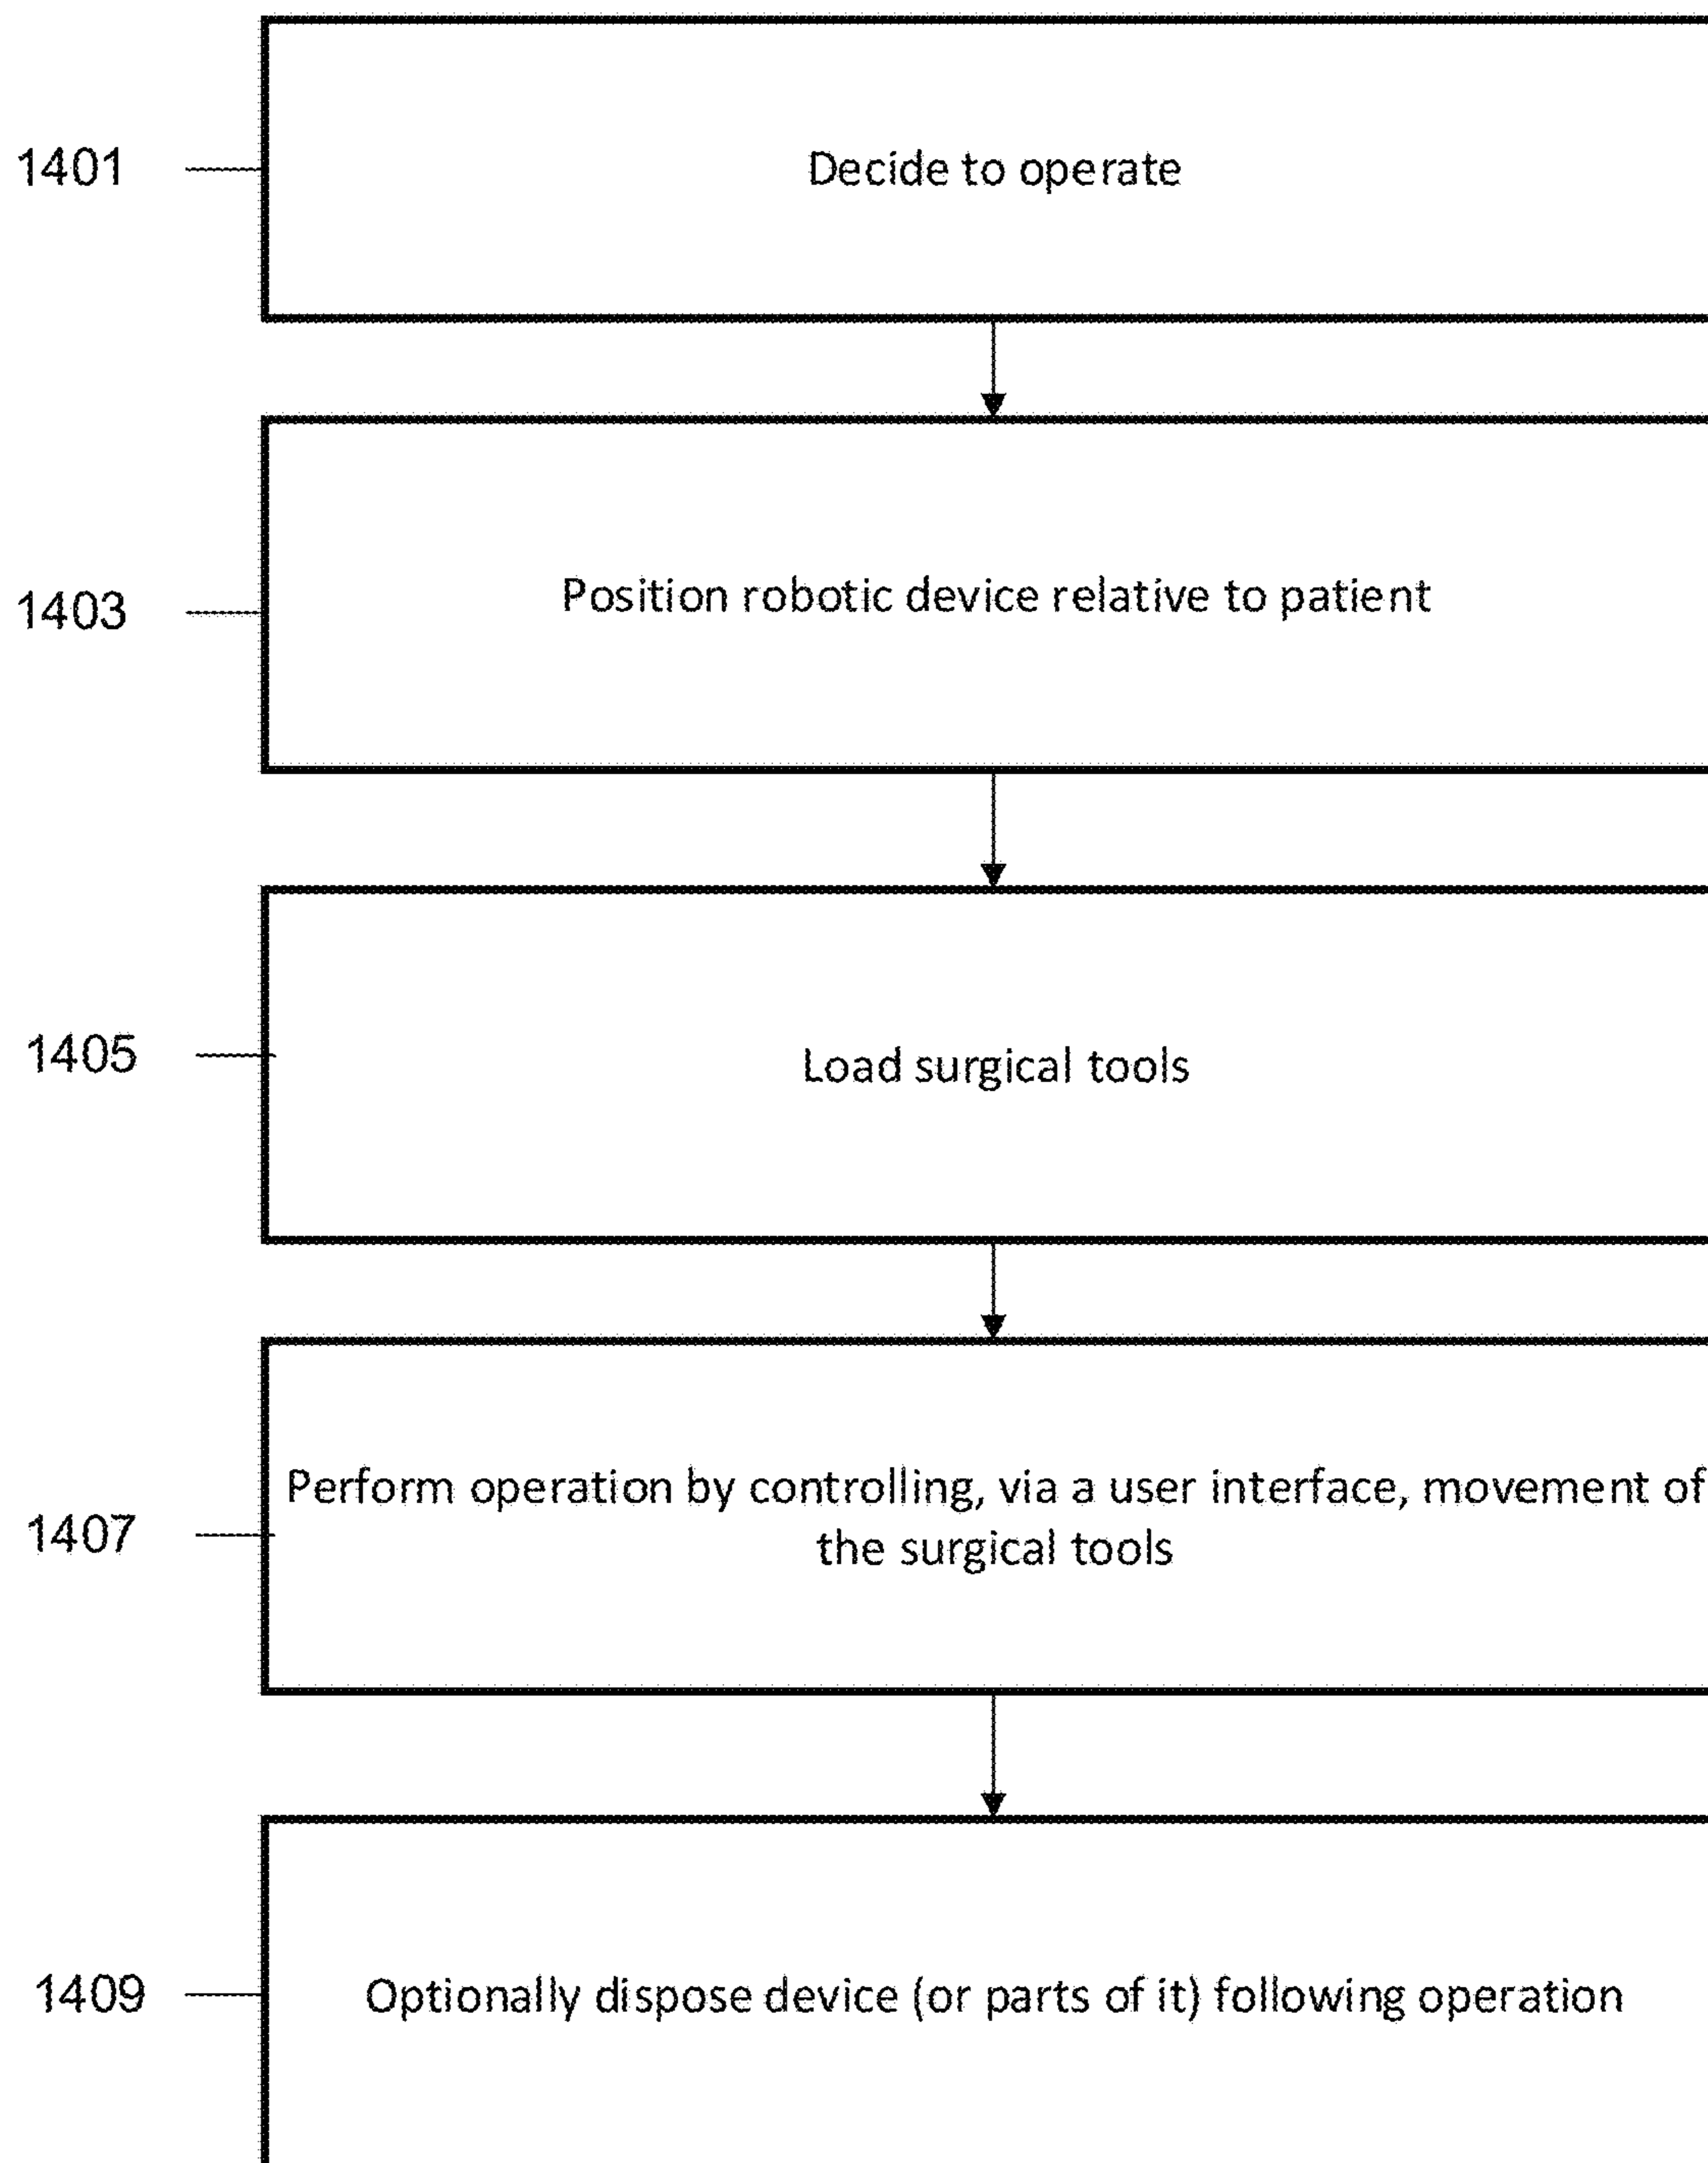 1401
Decide to operate
1403
Position robotic device relative to patient
1405
Load surgical tools
1407
Perform operation by controlling, via a user interface, movement of
the surgical tools
1409
Optionally dispose device (or parts of it) following operation